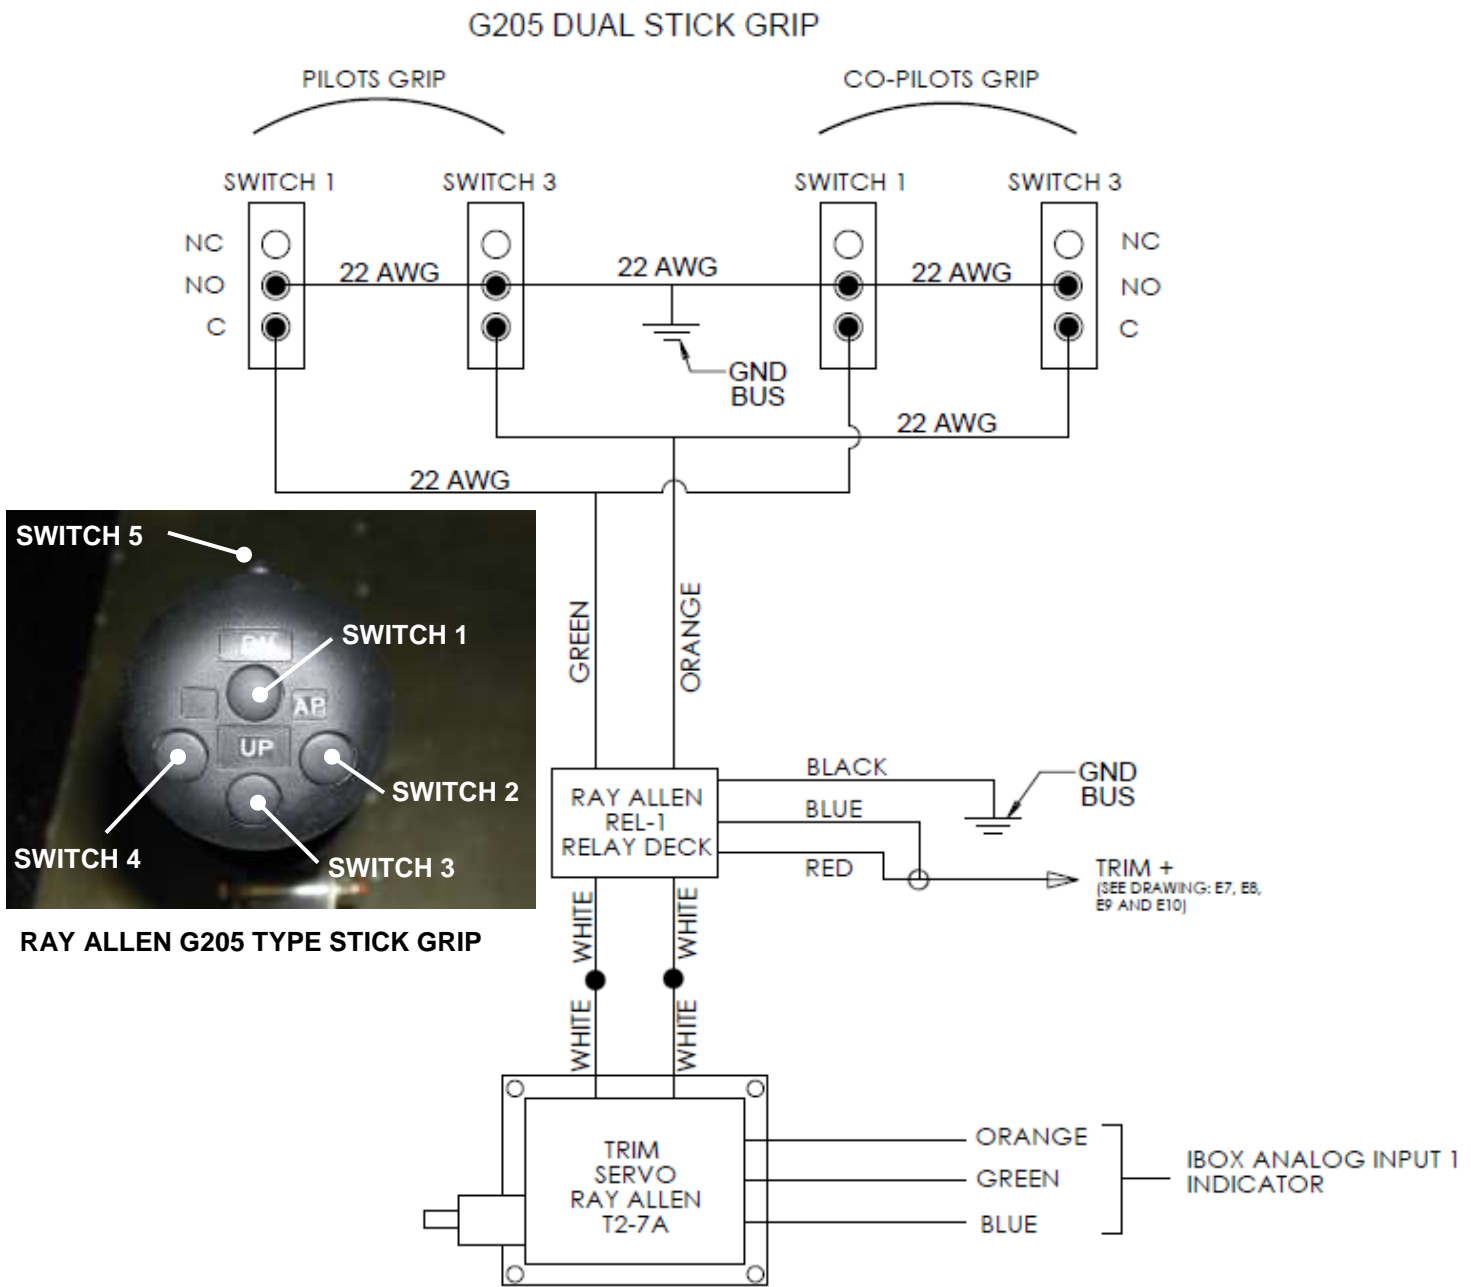 G205 DUAL STICK GRIP
PILOTS GRIP
CO-PILOTS GRIP
SWITCH 1
SWITCH 3
SWITCH 1
SWITCH 3
NC
NO
C
22 AWG
22 AWG
22 AWG
NC
NO
C
GND
BUS
22 AWG
22 AWG
SWITCH 5
SWITCH 1
DN
AP
UP
SWITCH 2
SWITCH 4
SWITCH 3
RAY ALLEN G205 TYPE STICK GRIP
GREEN
ORANGE
RAY ALLEN
REL-1
RELAY DECK
BLACK
BLUE
RED
GND
BUS
TRIM +
(SEE DRAWING: E7, E8,
E9 AND E10)
WHITE
WHITE
WHITE
WHITE
TRIM
SERVO
RAY ALLEN
T2-7A
ORANGE
GREEN
BLUE
IBOX ANALOG INPUT 1
INDICATOR